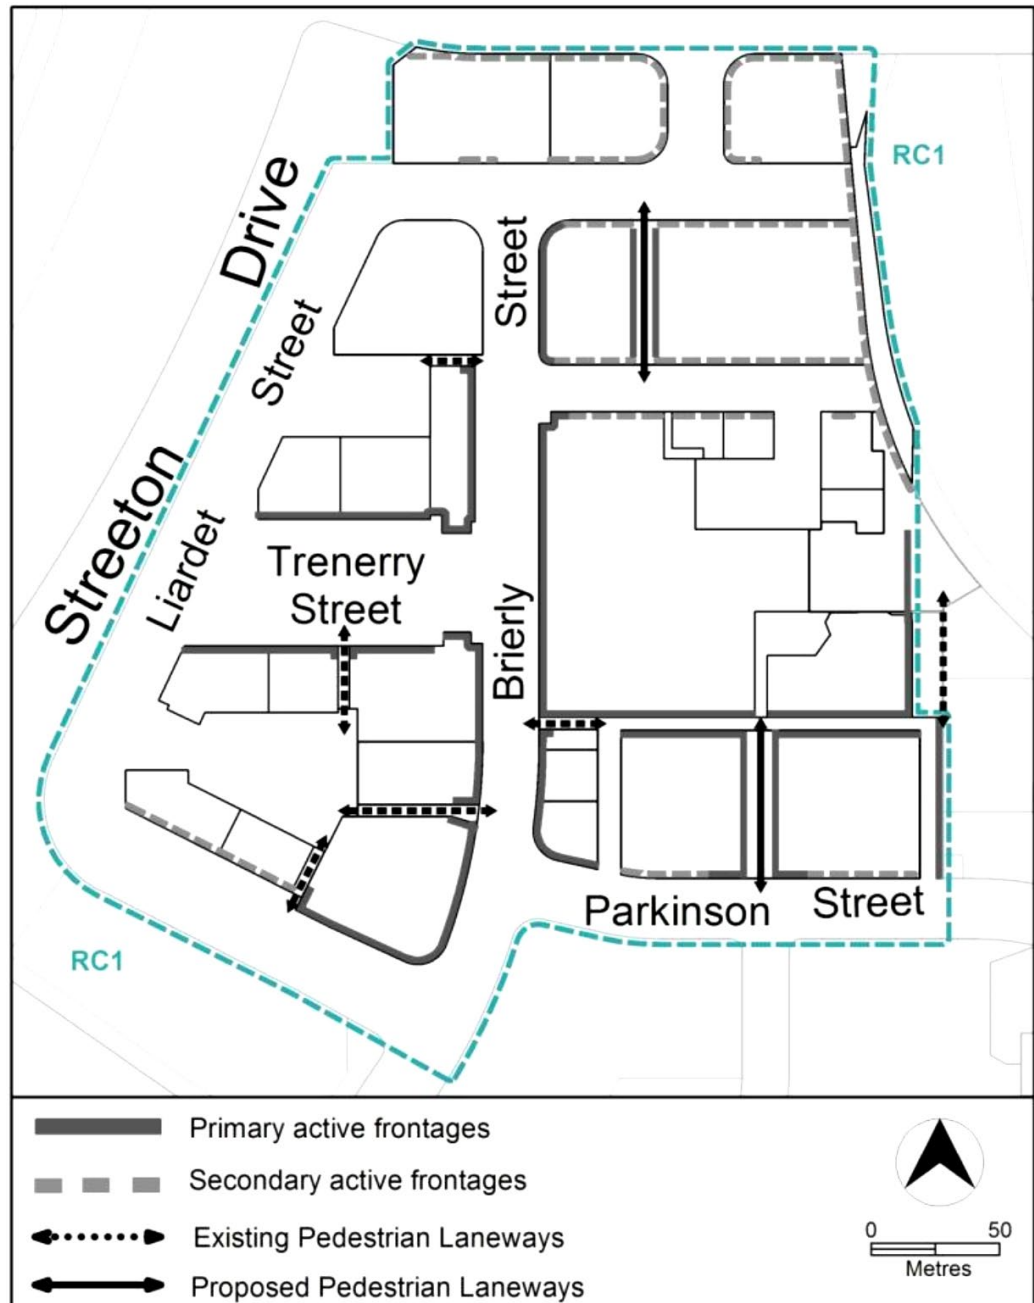 RC1
Drive
Street
Street
Streeton
Liardet
Trenerry
Street
Brierly
Parkinson Street
RC1
Primary active frontages
Secondary active frontages
Existing Pedestrian Laneways
Proposed Pedestrian Laneways
0 50
Metres